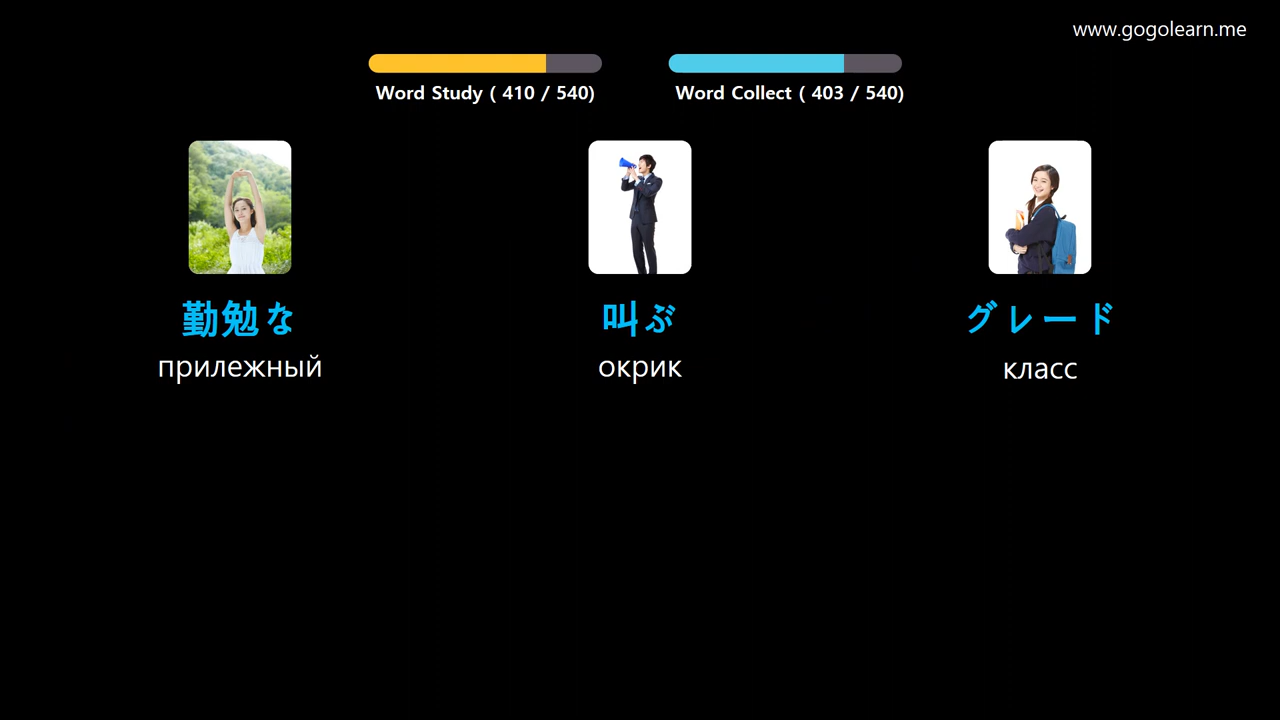 www.gogolearn.me
Word Study ( 410 / 540)
Word Collect ( 403 / 540)
勤勉な
прилежный
叫ぶ
окрик
グレード
класс